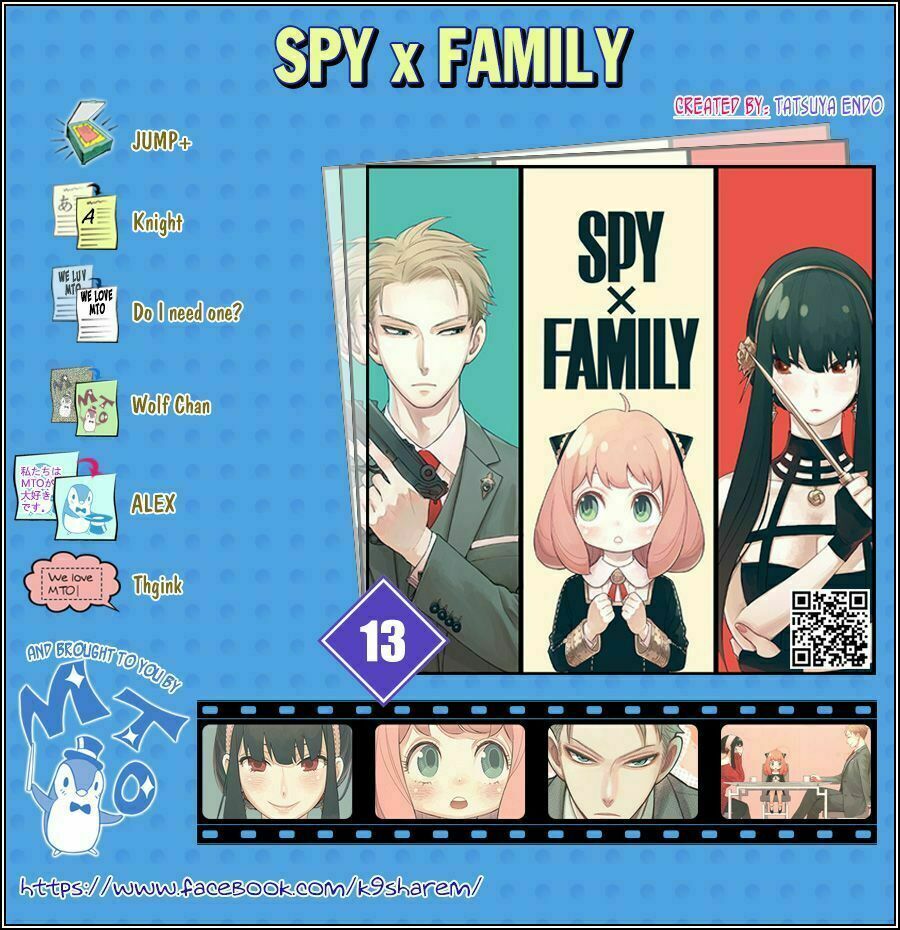 SPY x FAMILY
CREATED BY: TATSUYA ENDO
JUMP+
あ
A
Knight
WE LUV
MTO
WE LOVE
MTO
Do I need one?
MTO
Wolf Chan
私たちは
MTOが
大好き
です。
ALEX
We love
MTO|
Thgink
SPY
×
FAMILY
13
AND BROUGHT TO YOU BY
MTO
https://www.facebook.com/k9sharem/